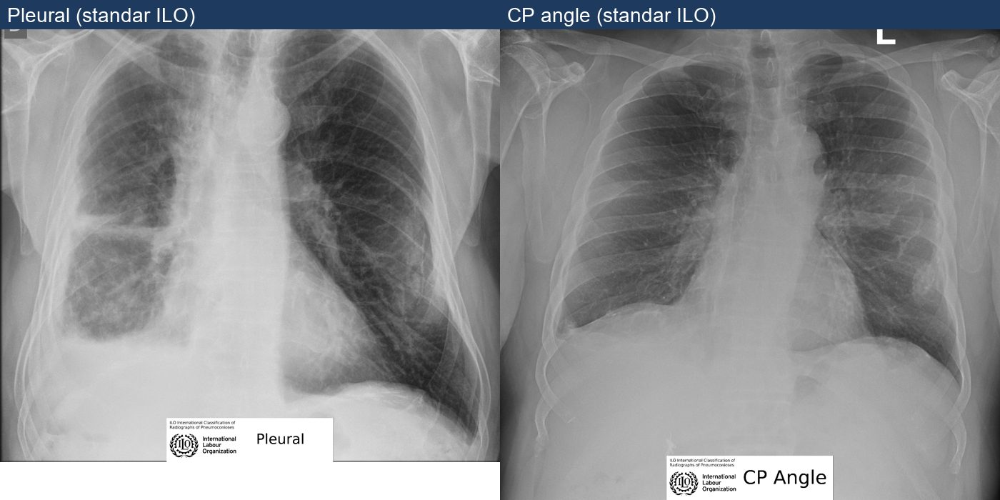 Pleural (standar ILO)
CP angle (standar ILO)
L
ILO International Classification of
Radiographs of Pneumoconioses
International
Labour
Organization
Pleural
ILO International Classification of
Radiographs of Pneumoconioses
International
Labour
Organization
CP Angle